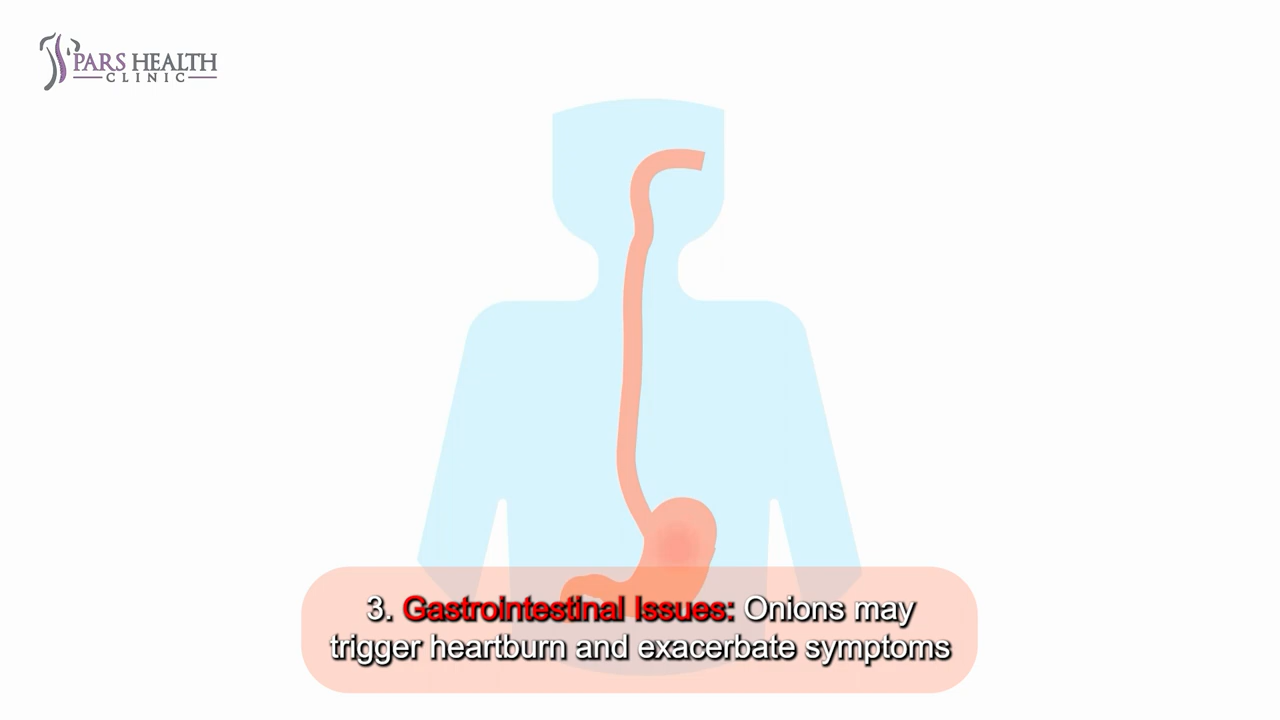 PARS HEALTH
CLINIC
3. Gastrointestinal Issues: Onions may
trigger heartburn and exacerbate symptoms